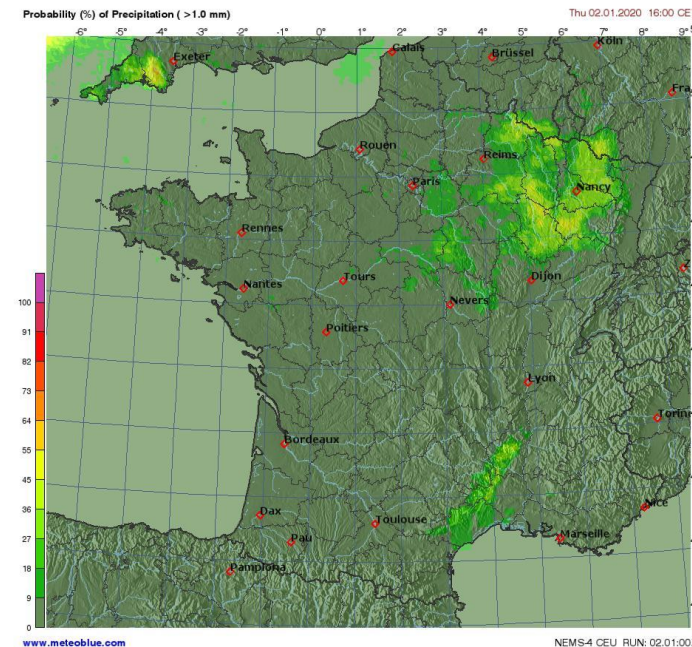 Probability (%) of Precipitation ( >1.0 mm)
Thu 02.01.2020 16:00 CE
-6° -5° -4° -3° -2° -1° 0° 1° 2° 3° 4° 5° 6° 7° 8° 9°
Exeter
Calais
Brüssel
Köln
Fra
Rouen
Reims
Paris
Nancy
Rennes
Nantes
Tours
Dijon
Z
Nevers
Poitiers
Lyon
Torin
Bordeaux
Dax
Toulouse
Nice
Pau
Marseille
Pamplona
100
91
82
73
64
55
45
36
27
18
9
0
www.meteoblue.com
NEMS-4 CEU RUN: 02.01:00